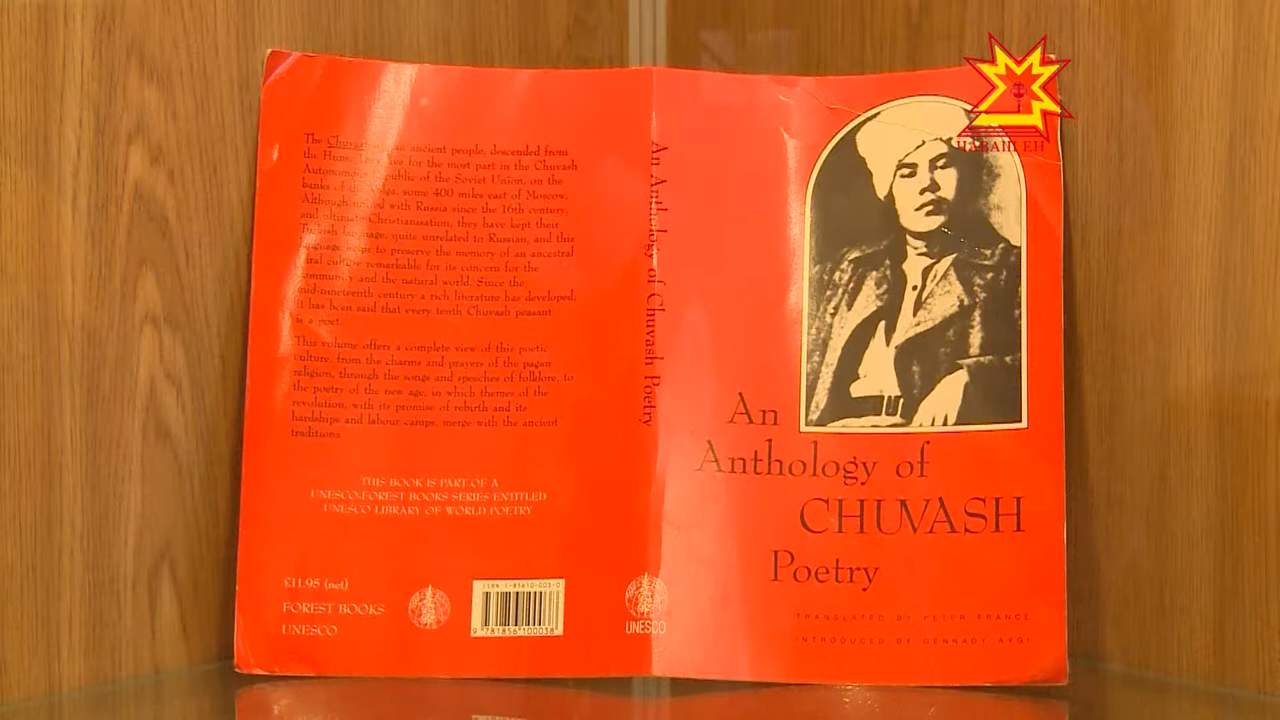 The Chuvash an ancient people, descended from
the Huns. They live for the most part in the Chuvash
Autonomous Republic of the Soviet Union, on the
banks of the Volga, some 400 miles east of Moscow.
Although united with Russia since the 16th century,
and ultimate Christianisation, they have kept their
Turkish language, quite unrelated to Russian, and this
language helps to preserve the memory of an ancestral
rural culture remarkable for its concern for the
community and the natural world. Since the
mid-nineteenth century a rich literature has developed;
it has been said that every tenth Chuvash peasant
is a poet.
This volume offers a complete view of this poetic
culture, from the charms and prayers of the pagan
religion, through the songs and speeches of folklore, to
the poetry of the new age, in which themes of the
revolution, with its promise of rebirth and its
hardships and labour camps, merge with the ancient
traditions.
THIS BOOK IS PART OF A
UNESCO-FOREST BOOKS SERIES ENTITLED
UNESCO LIBRARY OF WORLD POETRY
£11.95 (net)
FOREST BOOKS
UNESCO
ISBN 1-85610-003-0
9 781856 100038
An Anthology of Chuvash Poetry
UNESCO
An
Anthology of
CHUVASH
Poetry
TRANSLATED BY PETER FRANCE
INTRODUCED BY GENNADY AYGI
ЧӐВАШ ЕН